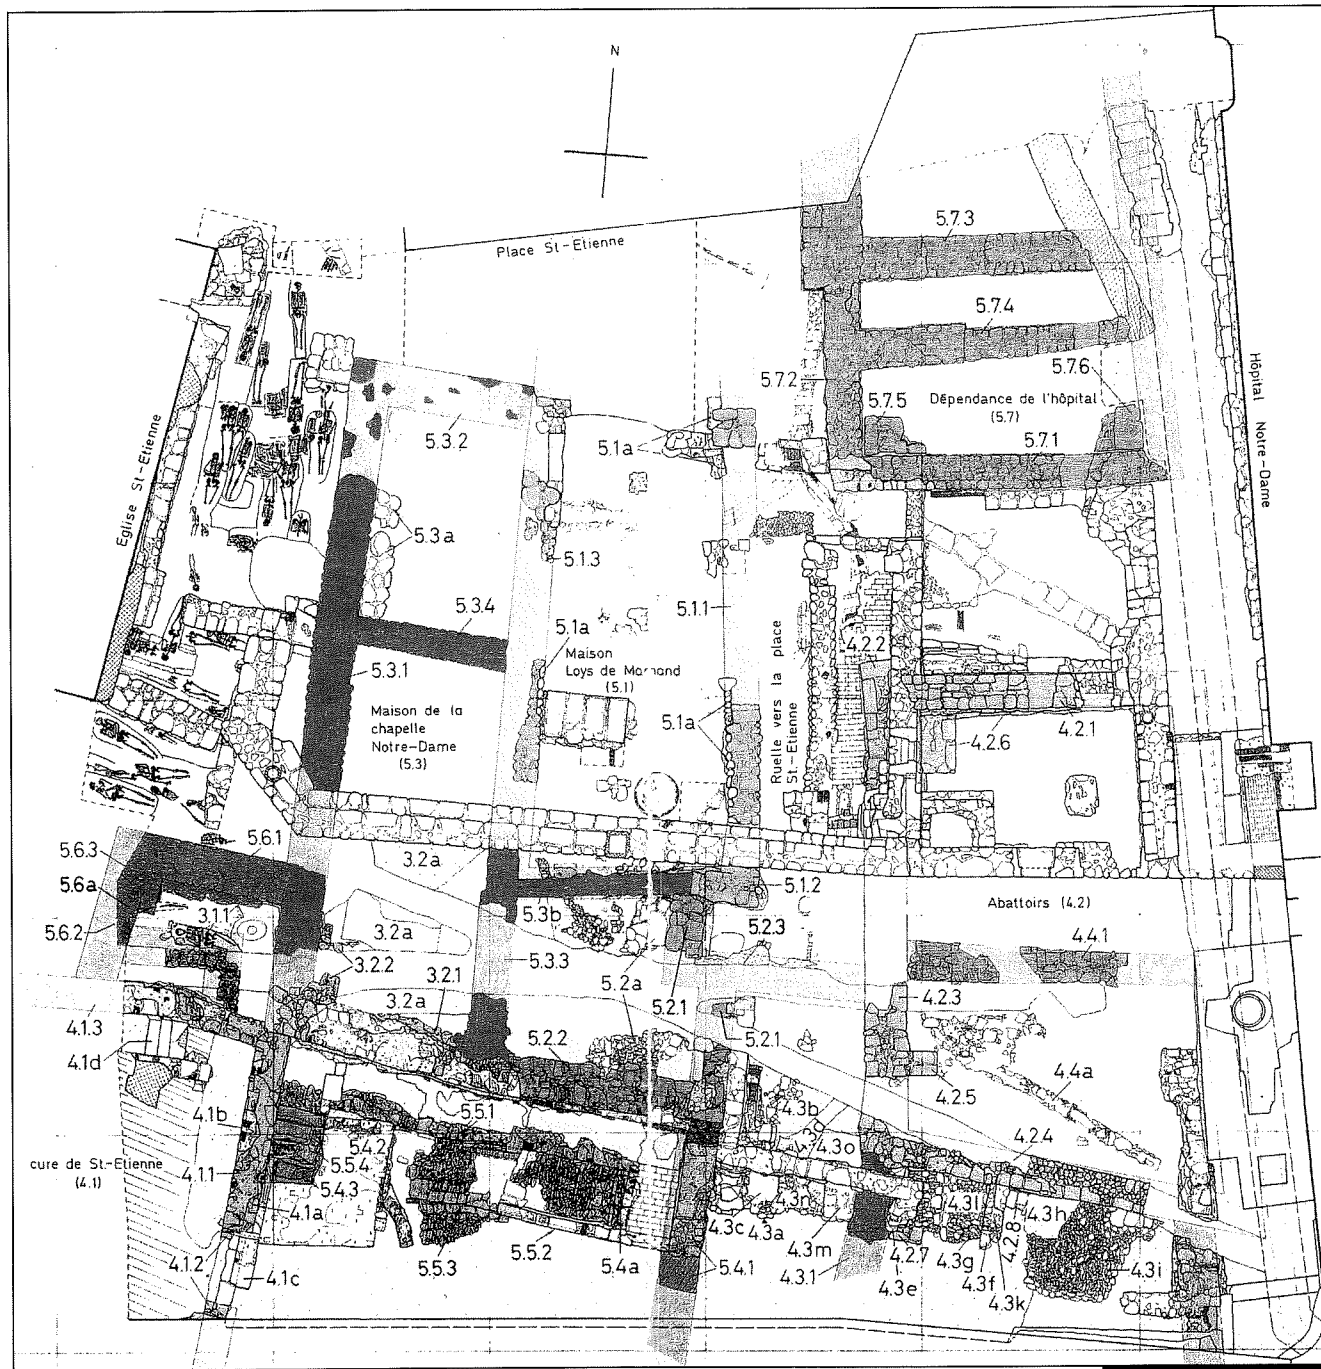 N
Place St-Etienne
5.7.3
5.7.4
5.7.2
5.7.6
Hôpital Notre-Dame
Dépendance de l'hôpital
(5.7)
5.7.5
5.7.1
5.3.2
5.1a
Eglise St-Etienne
5.3a
5.1.3
5.3.4
5.1.1
5.1a
Maison
Loys de Mornand
(5.1)
4.2.2
5.3.1
Maison de la
chapelle
Notre-Dame
(5.3)
5.1a
Ruelle vers la place
St-Etienne
4.2.6
4.2.1
5.6.3
5.6.1
3.2a
5.6a
5.3b
5.1.2
Abattoirs (4.2)
3.1.1
3.2a
5.2.3
4.4.1
5.6.2
3.2.2
3.2.1
5.3.3
5.2a
5.2.1
4.2.3
3.2a
4.1.3
5.2.2
5.2.1
4.1d
4.2.5
4.4a
4.1b
5.5.1
4.3b
5.4.2
4.3o
4.2.4
cure de St-Etienne
(4.1)
4.1.1
5.5.4
5.4.3
4.1a
4.3n
4.3l
4.3h
4.3c
4.3a
4.2.8
4.1.2
4.3m
4.2.7
4.3g
4.3i
4.1c
5.5.3
5.5.2
5.4a
5.4.1
4.3.1
4.3e
4.3f
4.3k